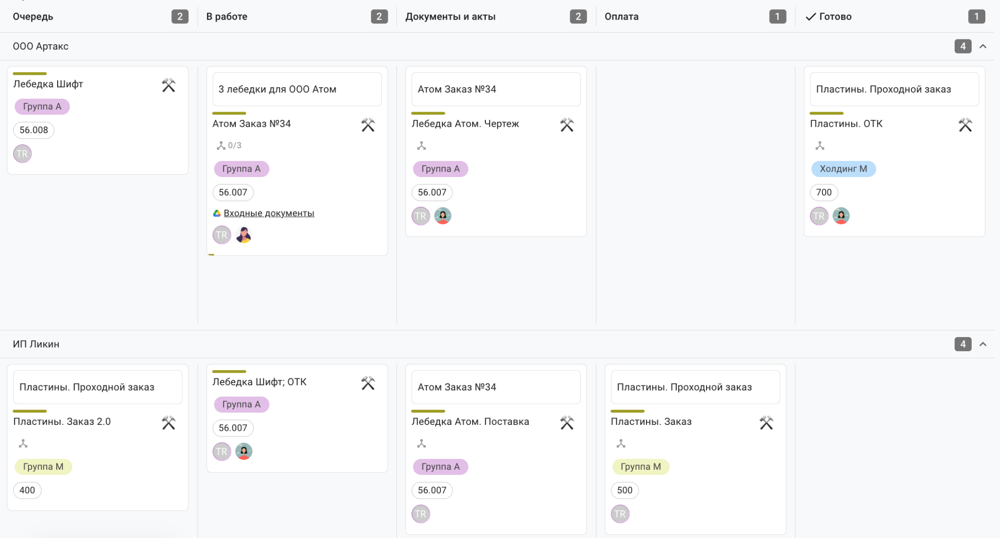 Очередь 2
В работе 2
Документы и акты 2
Оплата 1
Готово 1
ООО Артакс 4
Лебедка Шифт
Группа А
56.008
TR
3 лебедки для ООО Атом
Атом Заказ №34
0/3
Группа А
56.007
Входные документы
TR
Атом Заказ №34
Лебедка Атом. Чертеж
Группа А
56.007
TR
Пластины. Проходной заказ
Пластины. ОТК
Холдинг М
700
TR
ИП Ликин 4
Пластины. Проходной заказ
Пластины. Заказ 2.0
Группа М
400
Лебедка Шифт; ОТК
Группа А
56.007
TR
Атом Заказ №34
Лебедка Атом. Поставка
Группа А
56.007
TR
Пластины. Проходной заказ
Пластины. Заказ
Группа М
500
TR